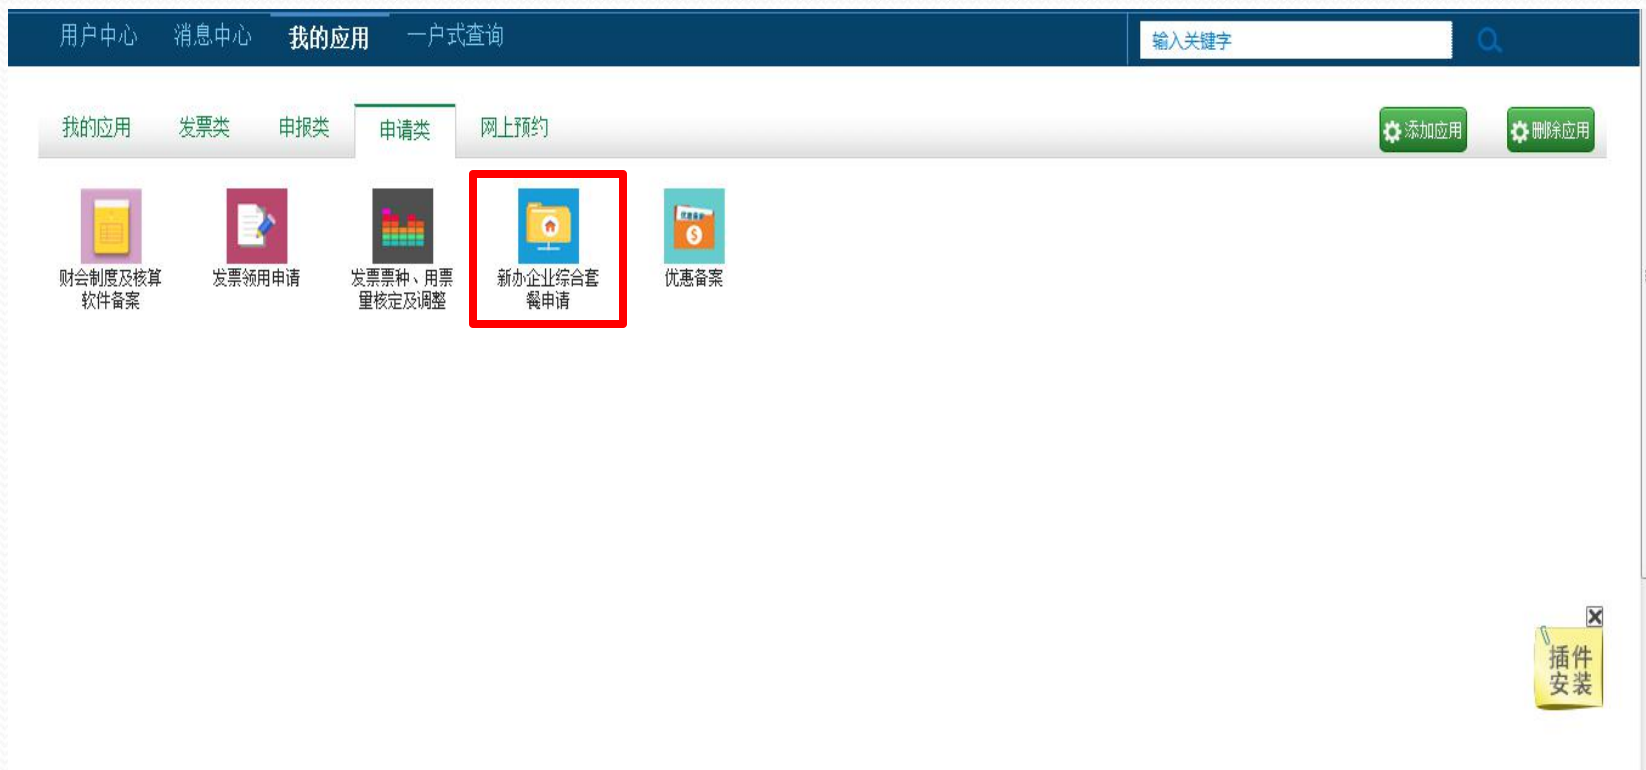 用户中心 消息中心 我的应用 一户式查询 输入关键字
我的应用 发票类 申报类 申请类 网上预约 添加应用 删除应用
优惠备案
财会制度及核算
软件备案
发票领用申请
发票票种、用票
量核定及调整
新办企业综合套
餐申请
优惠备案
插件
安装